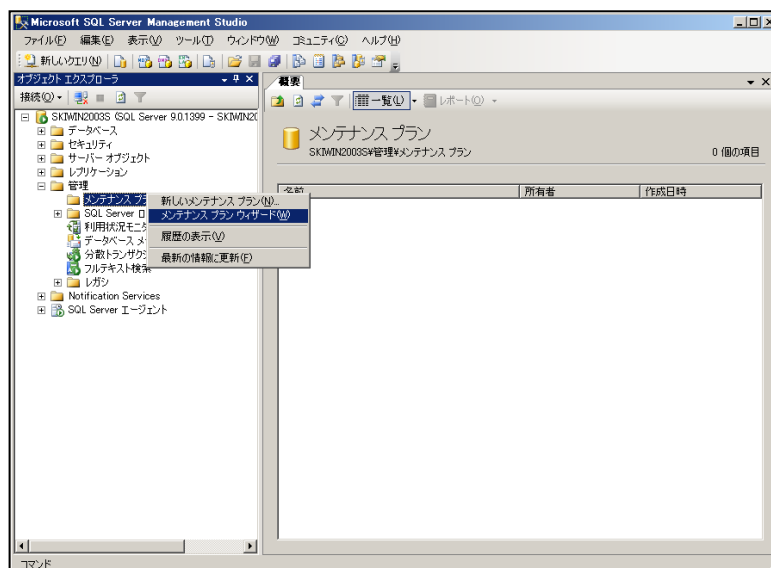 Microsoft SQL Server Management Studio
ファイル(F) 編集(E) 表示(V) ツール(T) ウィンドウ(W) コミュニティ(C) ヘルプ(H)
新しいクエリ(N)
オブジェクト エクスプローラ
接続(O)
SKIWIN2003S (SQL Server 9.0.1399 - SKIWIN20
データベース
セキュリティ
サーバー オブジェクト
レプリケーション
管理
メンテナンス プラ
SQL Server ロ
利用状況モニタ
データベース メ
分散トランザクシ
フルテキスト検索
レガシ
Notification Services
SQL Server エージェント
新しいメンテナンス プラン(N)...
メンテナンス プラン ウィザード(W)
履歴の表示(V)
最新の情報に更新(F)
概要
一覧(L) レポート(O)
メンテナンス プラン
SKIWIN2003S¥管理¥メンテナンス プラン 0 個の項目
名前 所有者 作成日時
コマンド